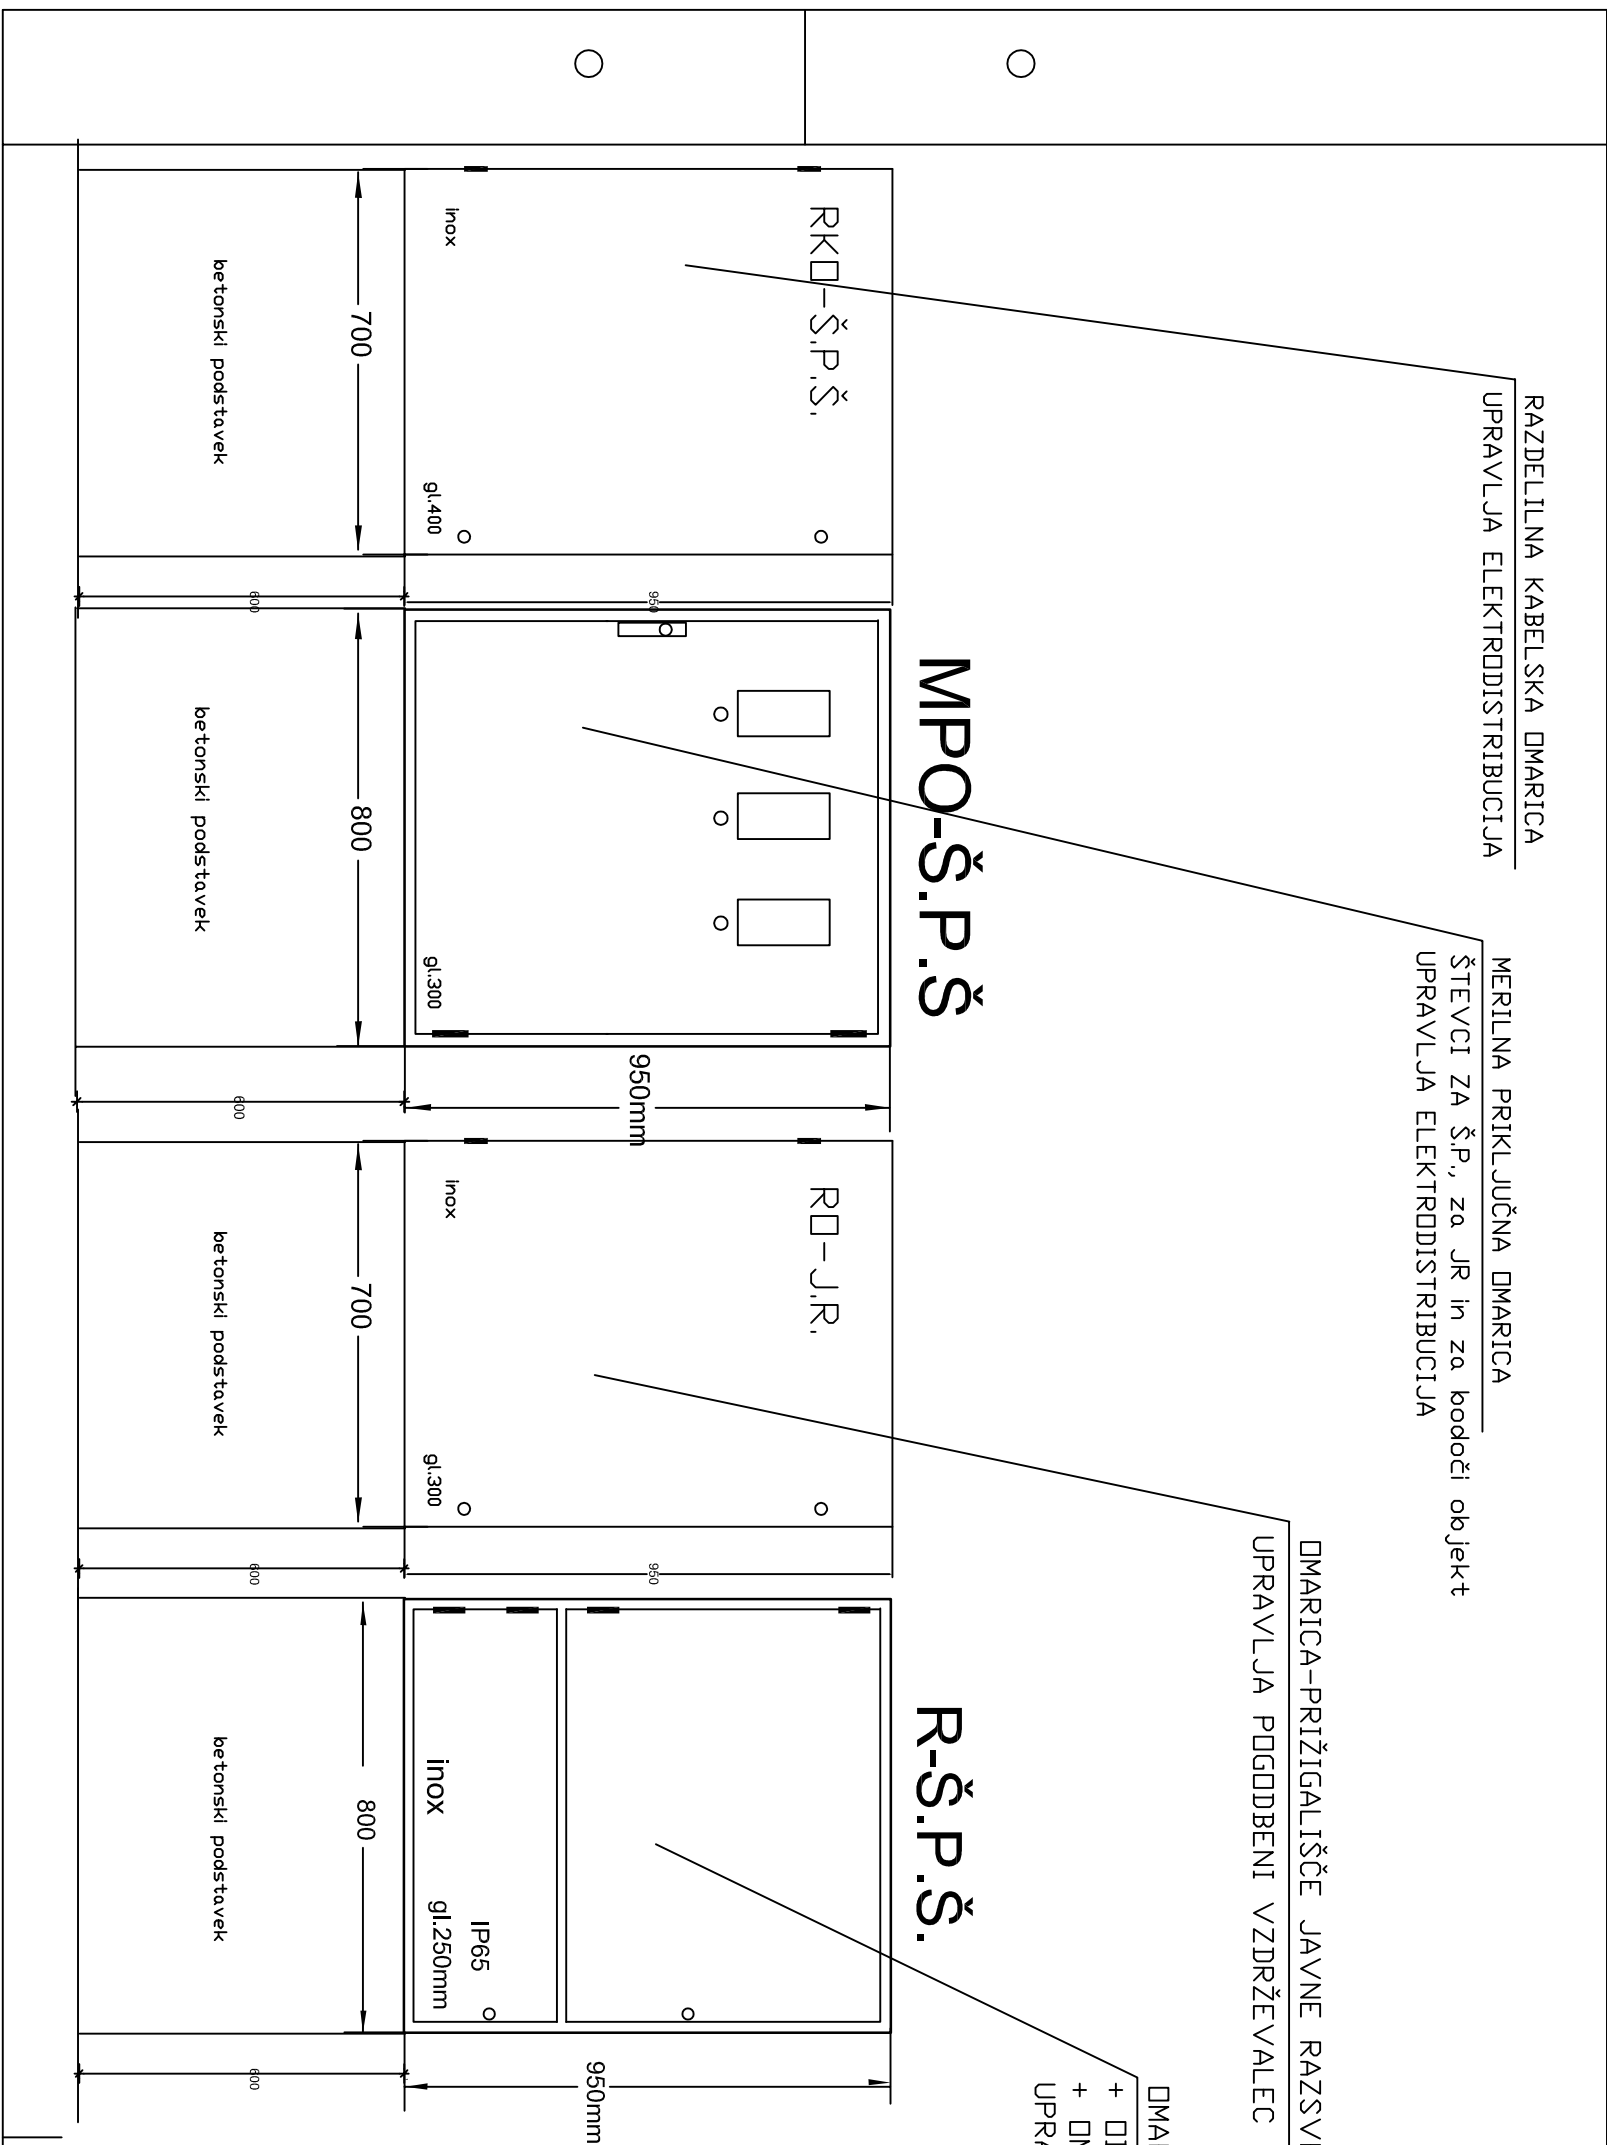 RAZDELILNA KABELSKA OMARICA
UPRAVLJA ELEKTRODISTRIBUCIJA
MERILNA PRIKLJUČNA OMARICA
ŠTEVCI ZA Š.P., za JR in za bodoči objekt
UPRAVLJA ELEKTRODISTRIBUCIJA
OMARICA-PRIŽIGALIŠČE JAVNE
UPRAVLJA POGODBENI VZDRŽEVALEC
+
+
RKO-Š.P.Š.
inox
gl.400
700
betonski podstavek
600
950
MPO-Š.P.Š
gl.300
800
betonski podstavek
600
950mm
RO-J.R.
inox
gl.300
700
betonski podstavek
600
950
R-Š.P.Š.
inox
IP65
gl.250mm
800
betonski podstavek
600
950mm